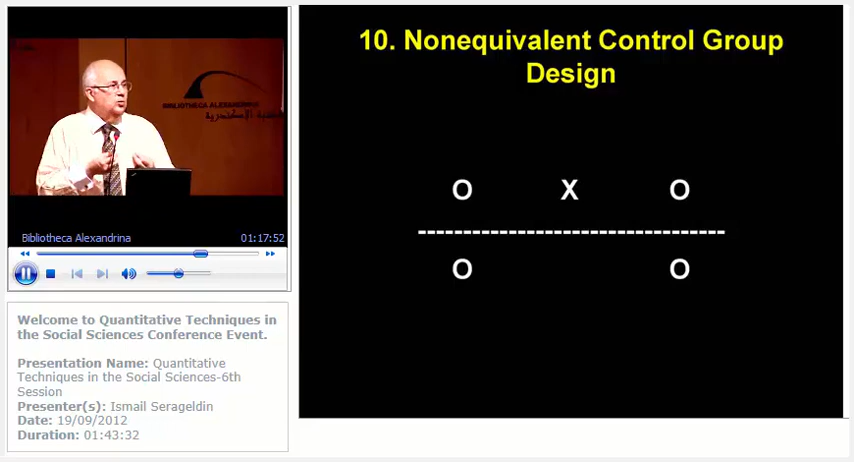 BIBLIOTHECA ALEXANDRINA
Bibliotheca Alexandrina
01:17:52
Welcome to Quantitative Techniques in
the Social Sciences Conference Event.
Presentation Name: Quantitative
Techniques in the Social Sciences-6th
Session
Presenter(s): Ismail Serageldin
Date: 19/09/2012
Duration: 01:43:32
10. Nonequivalent Control Group
Design
O X O
---------------------------------
O O